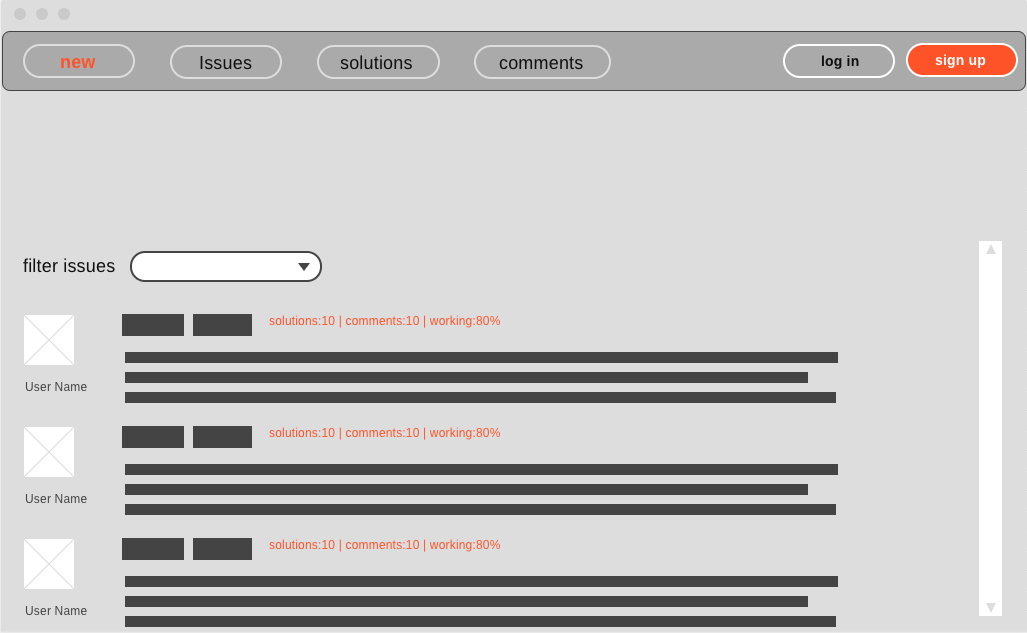 new Issues solutions comments log in sign up
filter issues
solutions:10 | comments:10 | working:80%
User Name
solutions:10 | comments:10 | working:80%
User Name
solutions:10 | comments:10 | working:80%
User Name